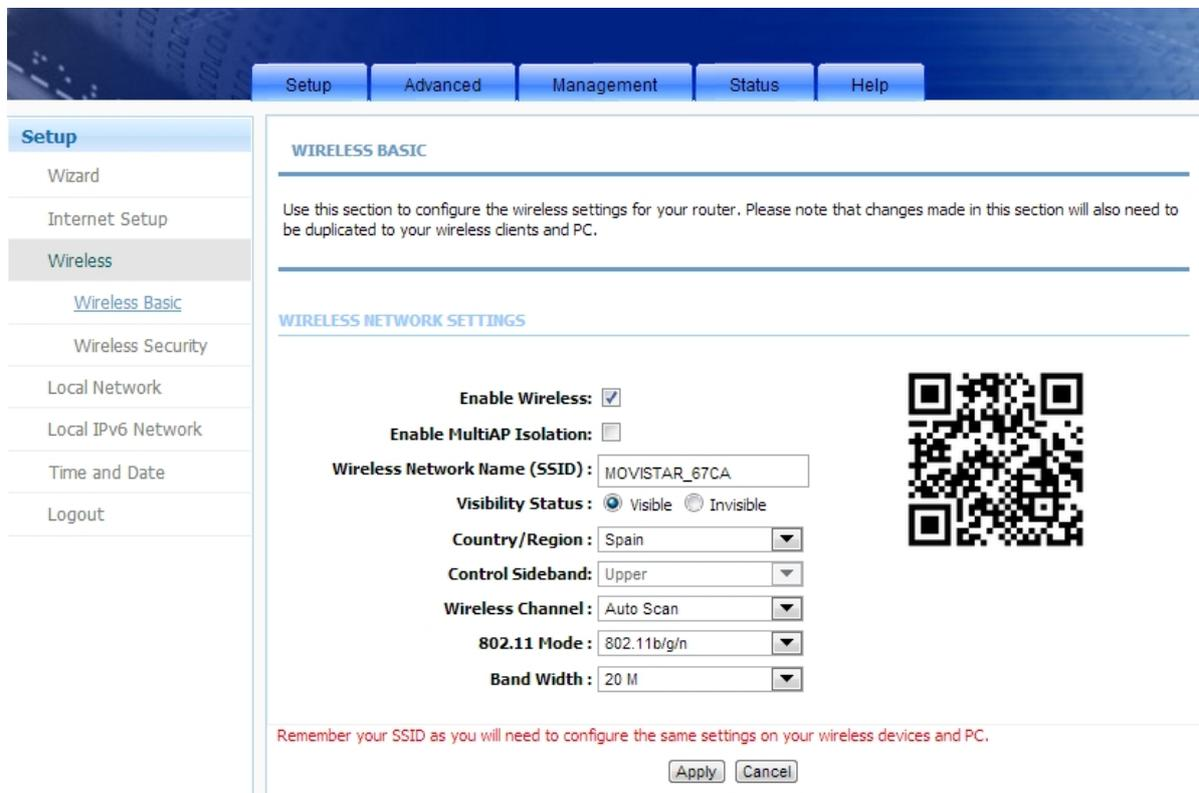 Setup
Advanced
Management
Status
Help
Setup
Wizard
Internet Setup
Wireless
Wireless Basic
Wireless Security
Local Network
Local IPv6 Network
Time and Date
Logout
WIRELESS BASIC
Use this section to configure the wireless settings for your router. Please note that changes made in this section will also need to
be duplicated to your wireless clients and PC.
WIRELESS NETWORK SETTINGS
Enable Wireless:
Enable MultiAP Isolation:
Wireless Network Name (SSID) : MOVISTAR_67CA
Visibility Status : Visible Invisible
Country/Region : Spain
Control Sideband: Upper
Wireless Channel : Auto Scan
802.11 Mode : 802.11b/g/n
Band Width : 20 M
Remember your SSID as you will need to configure the same settings on your wireless devices and PC.
Apply Cancel